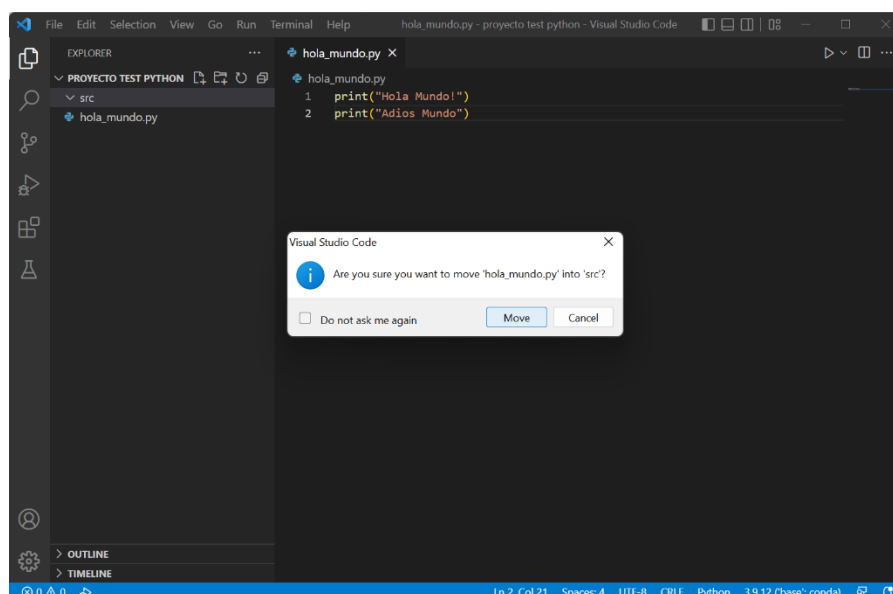 File Edit Selection View Go Run Terminal Help hola_mundo.py - proyecto test python - Visual Studio Code
EXPLORER
hola_mundo.py
PROYECTO TEST PYTHON
hola_mundo.py
src
1 print("Hola Mundo!")
hola_mundo.py
2 print("Adios Mundo")
Visual Studio Code
Are you sure you want to move 'hola_mundo.py' into 'src'?
Do not ask me again
Move
Cancel
OUTLINE
TIMELINE
0 0 Ln 2, Col 21 Spaces: 4 UTF-8 CRLF Python 3.9.12 ('base': conda)